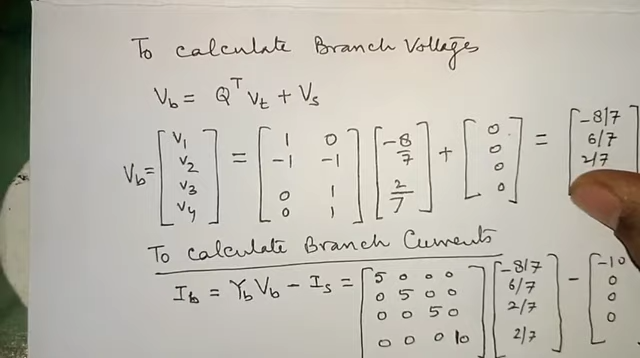 To calculate Branch Voltages
Vb = Q^T Vt + Vs
Vb = [V1 V2 V3 V4] = [1 0; -1 -1; 0 1; 0 1] [-8/7 2/7] + [0 0 0 0] = [-8/7 6/7 2/7
To calculate Branch Currents
Ib = Yb Vb - Is = [5 0 0 0; 0 5 0 0; 0 0 5 0; 0 0 0 10] [-8/7 6/7 2/7 2/7] - [-10 0 0 0